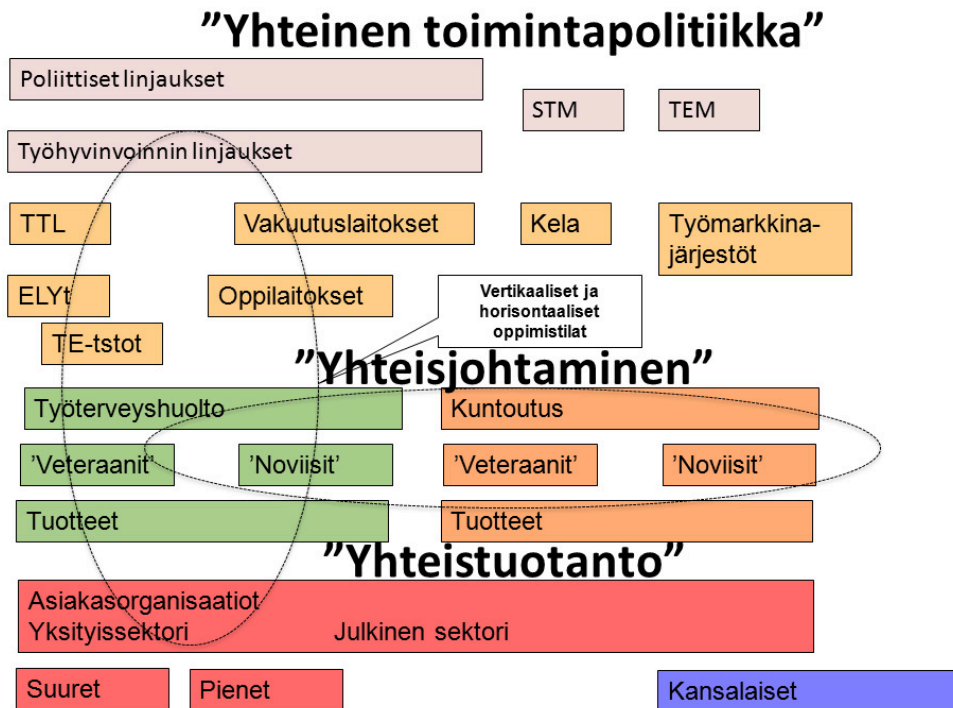 ”Yhteinen toimintapolitiikka”
Poliittiset linjaukset
STM
TEM
Työhyvinvoinnin linjaukset
TTL
Vakuutuslaitokset
Kela
Työmarkkina-
järjestöt
ELYt
Oppilaitokset
Vertikaaliset ja
horisontaaliset
oppimistilat
TE-tstot
”Yhteisjohtaminen”
Työterveyshuolto
Kuntoutus
’Veteraanit’
’Noviisit’
’Veteraanit’
’Noviisit’
Tuotteet
Tuotteet
”Yhteistuotanto”
Asiakasorganisaatiot
Yksityissektori
Julkinen sektori
Suuret
Pienet
Kansalaiset